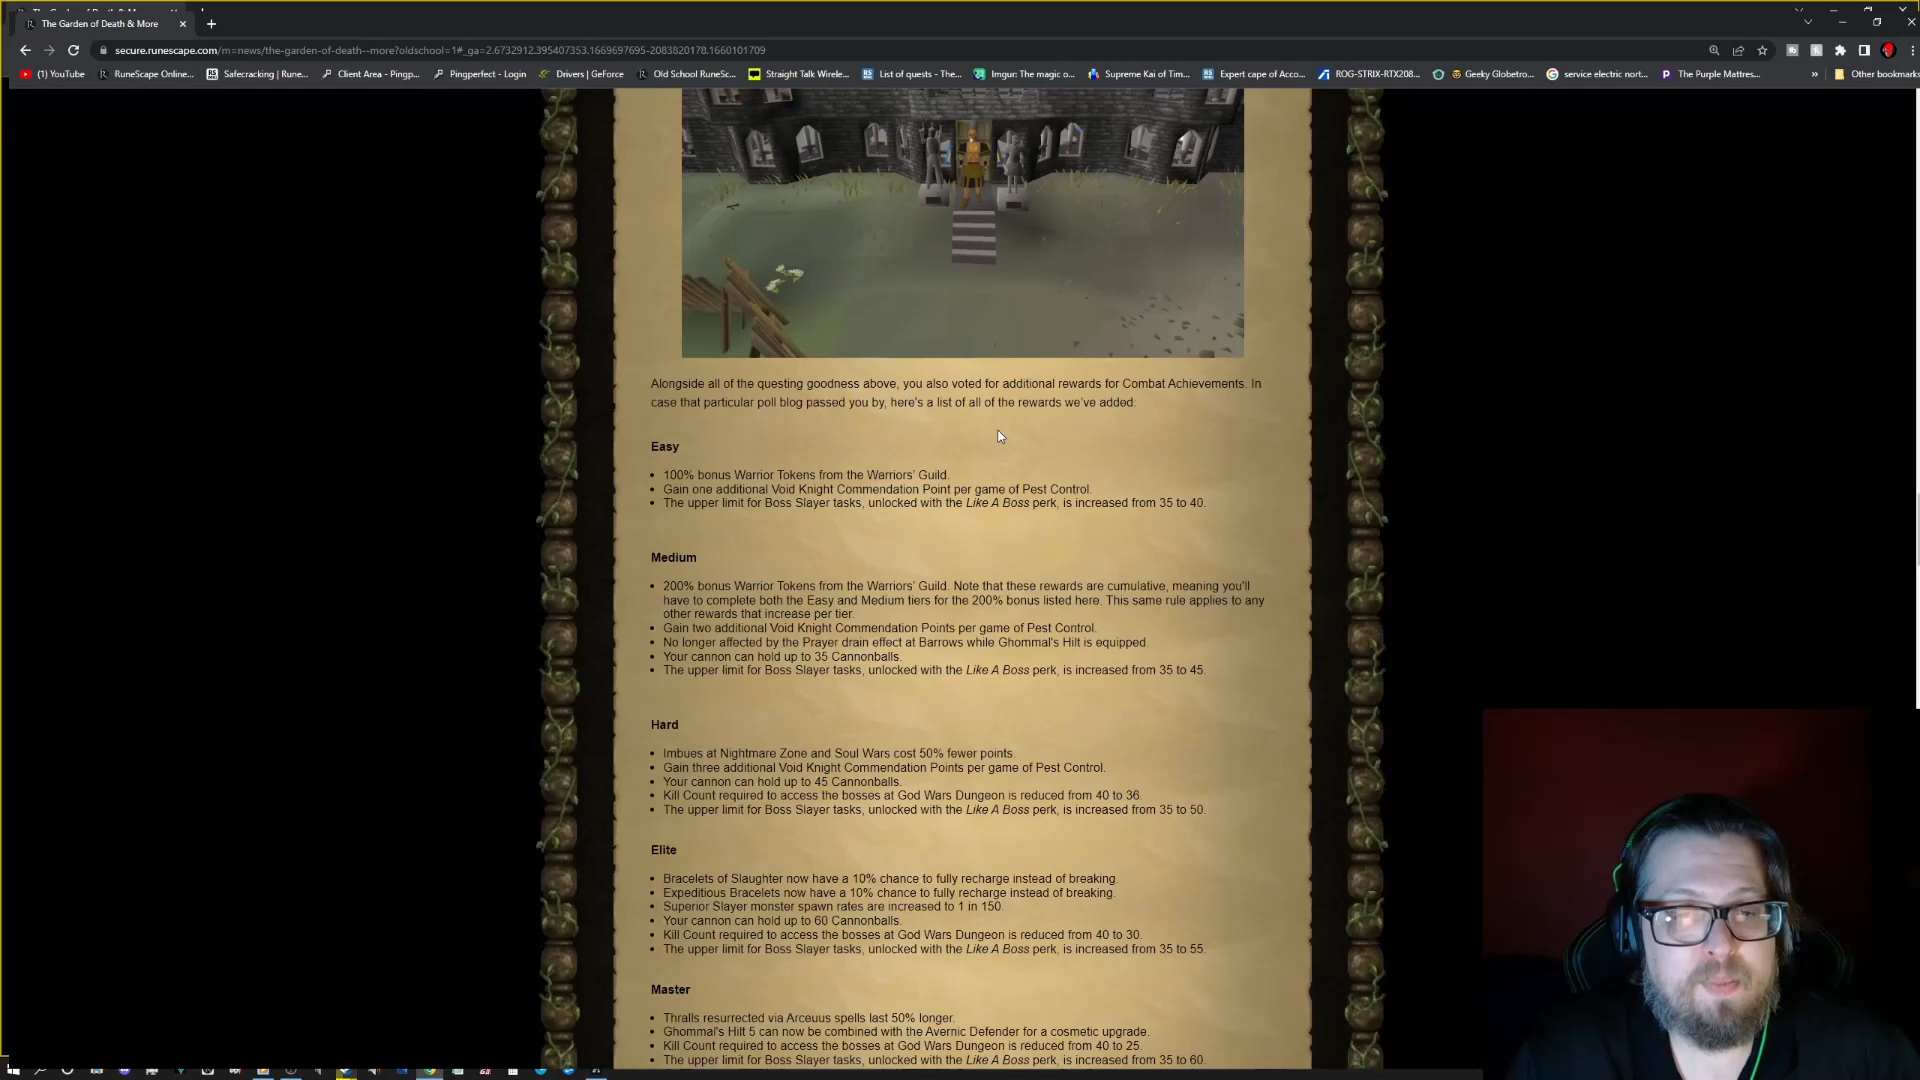 The Garden of Death & More
secure.runescape.com/m=news/the-garden-of-death--more?oldschool=1#_ga=2.6732912.395407353.1669697695-2083820178.1660101709
(1) YouTube
RuneScape Online...
Safecracking | Rune...
Client Area - Pingp...
Pingperfect - Login
Drivers | GeForce
Old School RuneSc...
Straight Talk Wirele...
List of quests - The...
Imgur: The magic o...
Supreme Kai of Tim...
Expert cape of Acco...
ROG-STRIX-RTX208...
Geeky Globetro...
service electric nort...
The Purple Mattres...
»
Other bookmarks
Alongside all of the questing goodness above, you also voted for additional rewards for Combat Achievements. In
case that particular poll blog passed you by, here's a list of all of the rewards we've added:
Easy
• 100% bonus Warrior Tokens from the Warriors' Guild.
• Gain one additional Void Knight Commendation Point per game of Pest Control.
• The upper limit for Boss Slayer tasks, unlocked with the Like A Boss perk, is increased from 35 to 40.
Medium
• 200% bonus Warrior Tokens from the Warriors' Guild. Note that these rewards are cumulative, meaning you'll
have to complete both the Easy and Medium tiers for the 200% bonus listed here. This same rule applies to any
other rewards that increase per tier.
• Gain two additional Void Knight Commendation Points per game of Pest Control.
• No longer affected by the Prayer drain effect at Barrows while Ghommal's Hilt is equipped.
• Your cannon can hold up to 35 Cannonballs.
• The upper limit for Boss Slayer tasks, unlocked with the Like A Boss perk, is increased from 35 to 45.
Hard
• Imbues at Nightmare Zone and Soul Wars cost 50% fewer points.
• Gain three additional Void Knight Commendation Points per game of Pest Control.
• Your cannon can hold up to 45 Cannonballs.
• Kill Count required to access the bosses at God Wars Dungeon is reduced from 40 to 36.
• The upper limit for Boss Slayer tasks, unlocked with the Like A Boss perk, is increased from 35 to 50.
Elite
• Bracelets of Slaughter now have a 10% chance to fully recharge instead of breaking.
• Expeditious Bracelets now have a 10% chance to fully recharge instead of breaking.
• Superior Slayer monster spawn rates are increased to 1 in 150.
• Your cannon can hold up to 60 Cannonballs.
• Kill Count required to access the bosses at God Wars Dungeon is reduced from 40 to 30.
• The upper limit for Boss Slayer tasks, unlocked with the Like A Boss perk, is increased from 35 to 55.
Master
• Thralls resurrected via Arceuus spells last 50% longer.
• Ghommal's Hilt 5 can now be combined with the Avernic Defender for a cosmetic upgrade.
• Kill Count required to access the bosses at God Wars Dungeon is reduced from 40 to 25.
• The upper limit for Boss Slayer tasks, unlocked with the Like A Boss perk, is increased from 35 to 60.